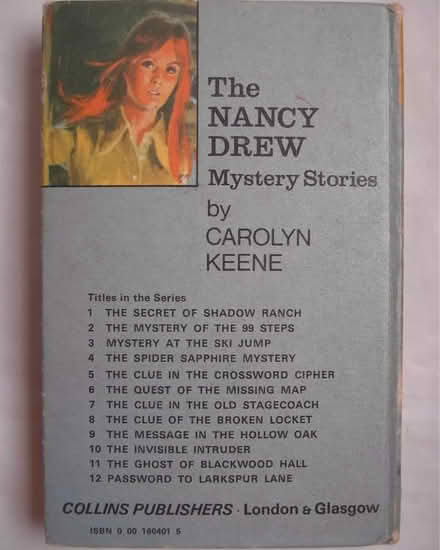 The
NANCY
DREW
Mystery Stories
by
CAROLYN
KEENE
Titles in the Series
1 THE SECRET OF SHADOW RANCH
2 THE MYSTERY OF THE 99 STEPS
3 MYSTERY AT THE SKI JUMP
4 THE SPIDER SAPPHIRE MYSTERY
5 THE CLUE IN THE CROSSWORD CIPHER
6 THE QUEST OF THE MISSING MAP
7 THE CLUE IN THE OLD STAGECOACH
8 THE CLUE OF THE BROKEN LOCKET
9 THE MESSAGE IN THE HOLLOW OAK
10 THE INVISIBLE INTRUDER
11 THE GHOST OF BLACKWOOD HALL
12 PASSWORD TO LARKSPUR LANE
COLLINS PUBLISHERS · London & Glasgow
ISBN 0 00 160401 5